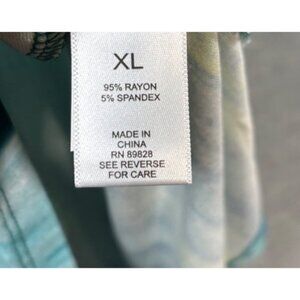 XL
95% RAYON
5% SPANDEX
MADE IN
CHINA
RN 89828
SEE REVERSE
FOR CARE